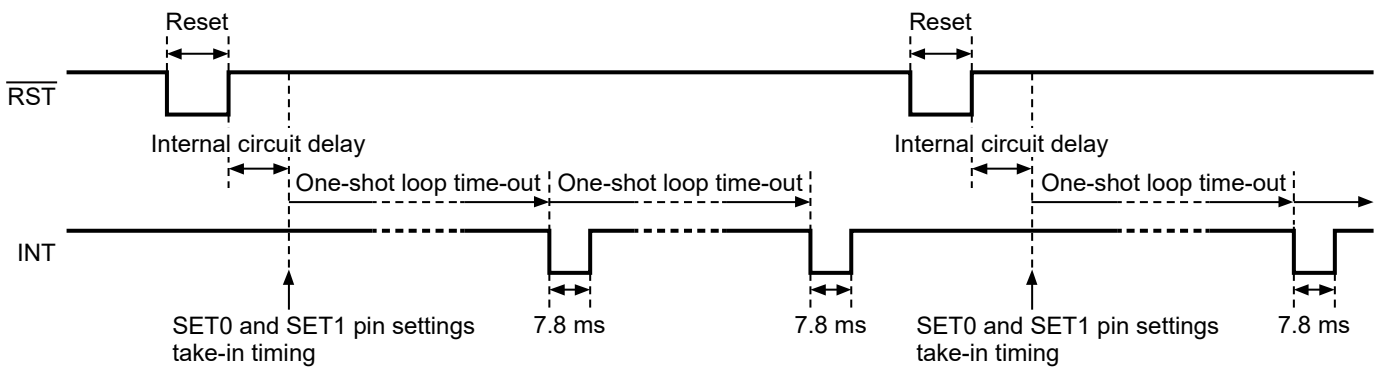 Reset
Reset
RST
Internal circuit delay
Internal circuit delay
One-shot loop time-out
One-shot loop time-out
One-shot loop time-out
INT
SET0 and SET1 pin settings
take-in timing
7.8 ms
7.8 ms
SET0 and SET1 pin settings
take-in timing
7.8 ms